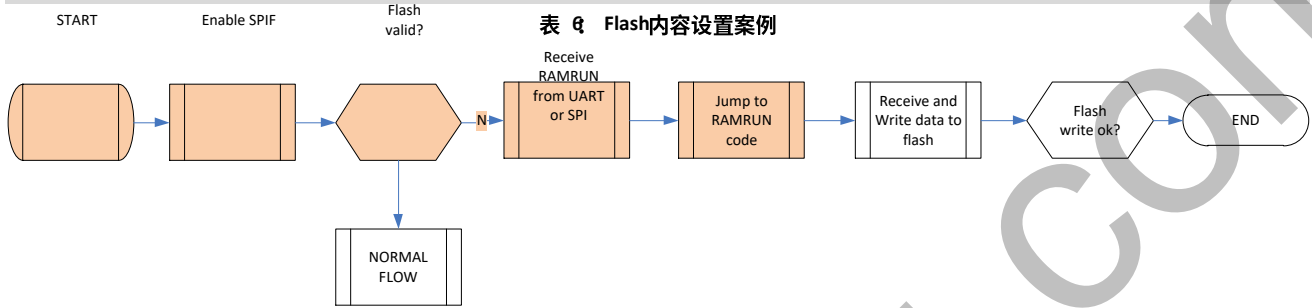 START
Enable SPIF
Flash
valid?
表 Flash内容设置案例
Receive
RAMRUN
from UART
or SPI
N
Jump to
RAMRUN
code
Receive and
Write data to
flash
Flash
write ok?
END
NORMAL
FLOW